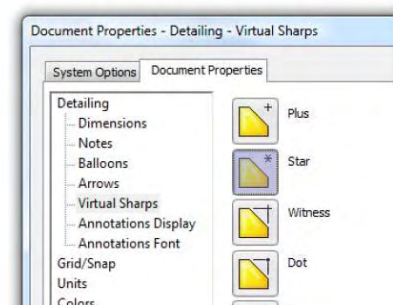 Document Properties - Detailing - Virtual Sharps
System Options
Document Properties
Detailing
Dimensions
Notes
Balloons
Arrows
Virtual Sharps
Annotations Display
Annotations Font
Grid/Snap
Units
Colors
Plus
Star
Witness
Dot